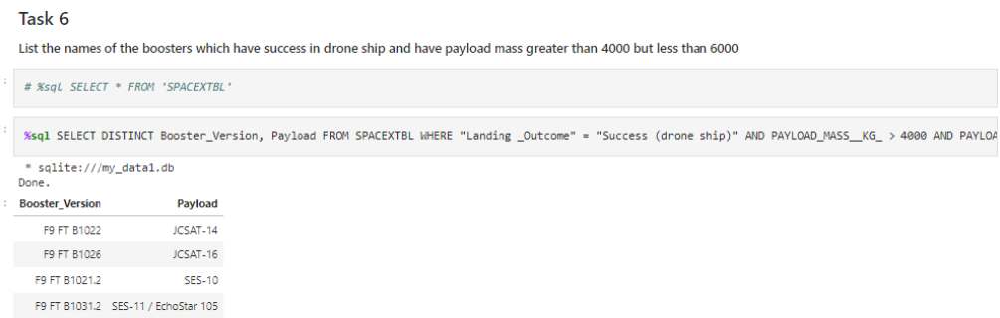 Task 6
List the names of the boosters which have success in drone ship and have payload mass greater than 4000 but less than 6000
:
# %sql SELECT * FROM 'SPACEXTBL'
:
%sql SELECT DISTINCT Booster_Version, Payload FROM SPACEXTBL WHERE "Landing _Outcome" = "Success (drone ship)" AND PAYLOAD_MASS__KG_ > 4000 AND PAYLOA
* sqlite:///my_data1.db
Done.
:
Booster_Version Payload
F9 FT B1022 JCSAT-14
F9 FT B1026 JCSAT-16
F9 FT B1021.2 SES-10
F9 FT B1031.2 SES-11 / EchoStar 105